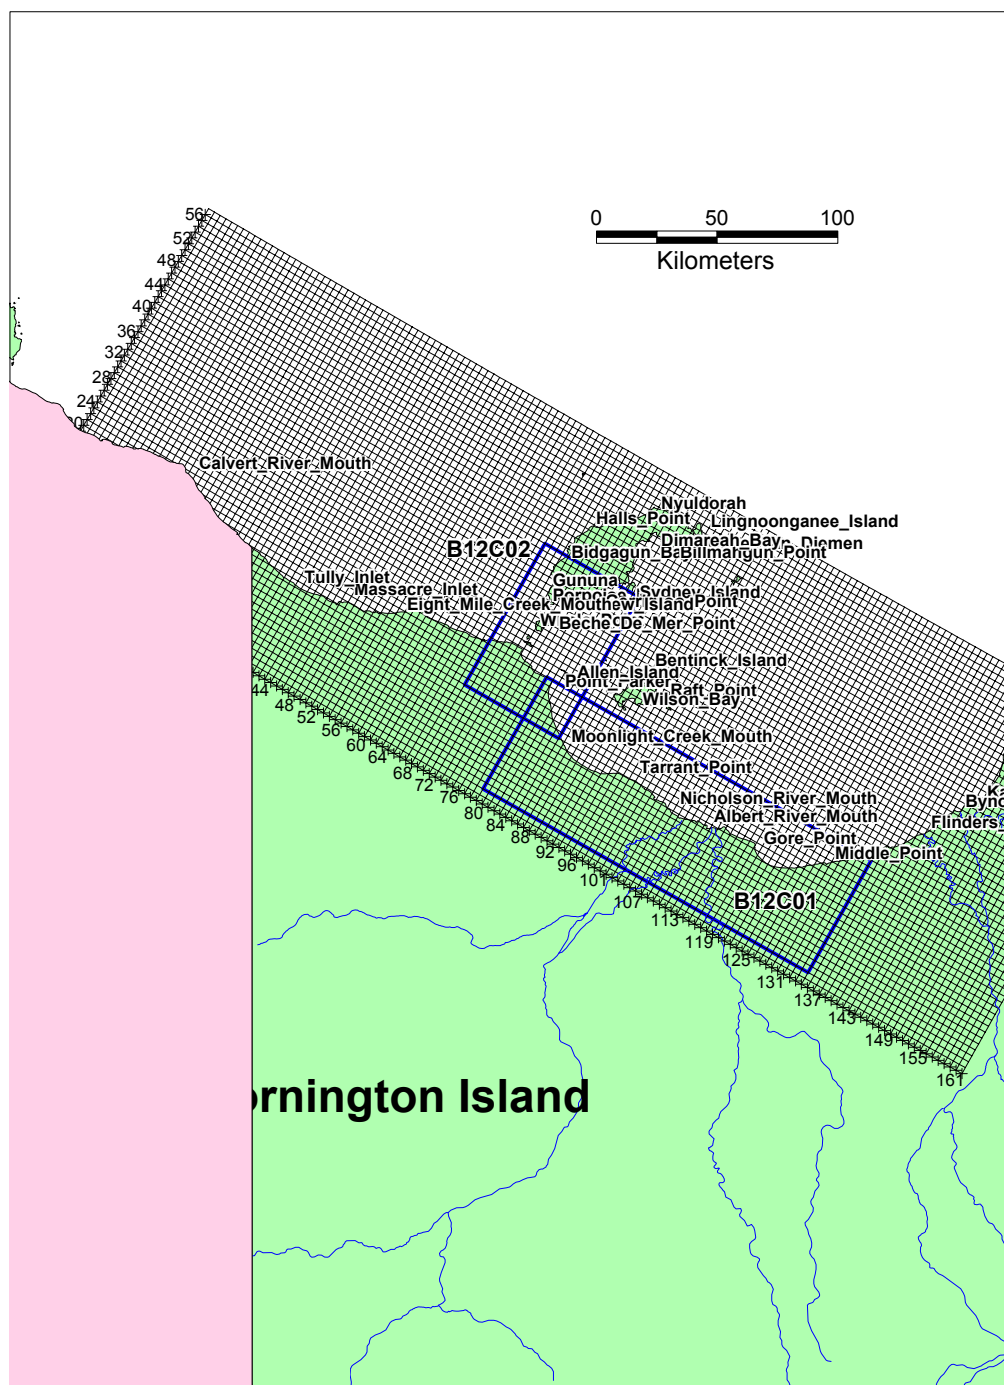 0 50 100
Kilometers
56
52
48
44
40
36
32
28
24
Calvert_River_Mouth
Nyuldorah
Halls_Point
Lingnoonganee_Island
B12C02
Bidgagun
Billmahgun_Point
Gununa
Sydney_Island
Tully_Inlet
Massacre_Inlet
Eight_Mile_Creek_Mouth
Beche_De_Mer_Point
Bentinck_Island
Allen_Island
Point_Parker
Raft_Point
Wilson_Bay
Moonlight_Creek_Mouth
Tarrant_Point
Nicholson_River_Mouth
Albert_River_Mouth
Gore_Point
Middle_Point
Flinders
B12C01
44
48
52
56
60
64
68
72
76
80
84
88
92
96
101
107
113
119
125
131
137
143
149
155
161
ornington Island